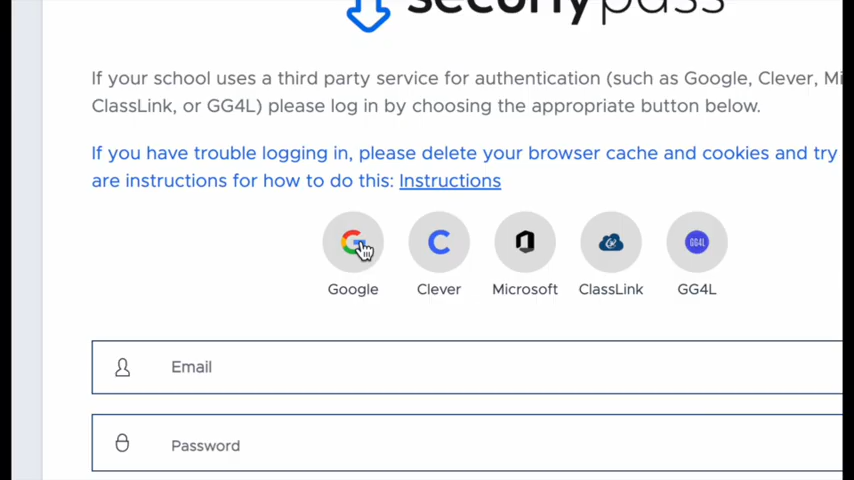 securlypass
If your school uses a third party service for authentication (such as Google, Clever,
ClassLink, or GG4L) please log in by choosing the appropriate button below.
If you have trouble logging in, please delete your browser cache and cookies and try
are instructions for how to do this: Instructions
GG4L
Google Clever Microsoft ClassLink GG4L
Email
Password